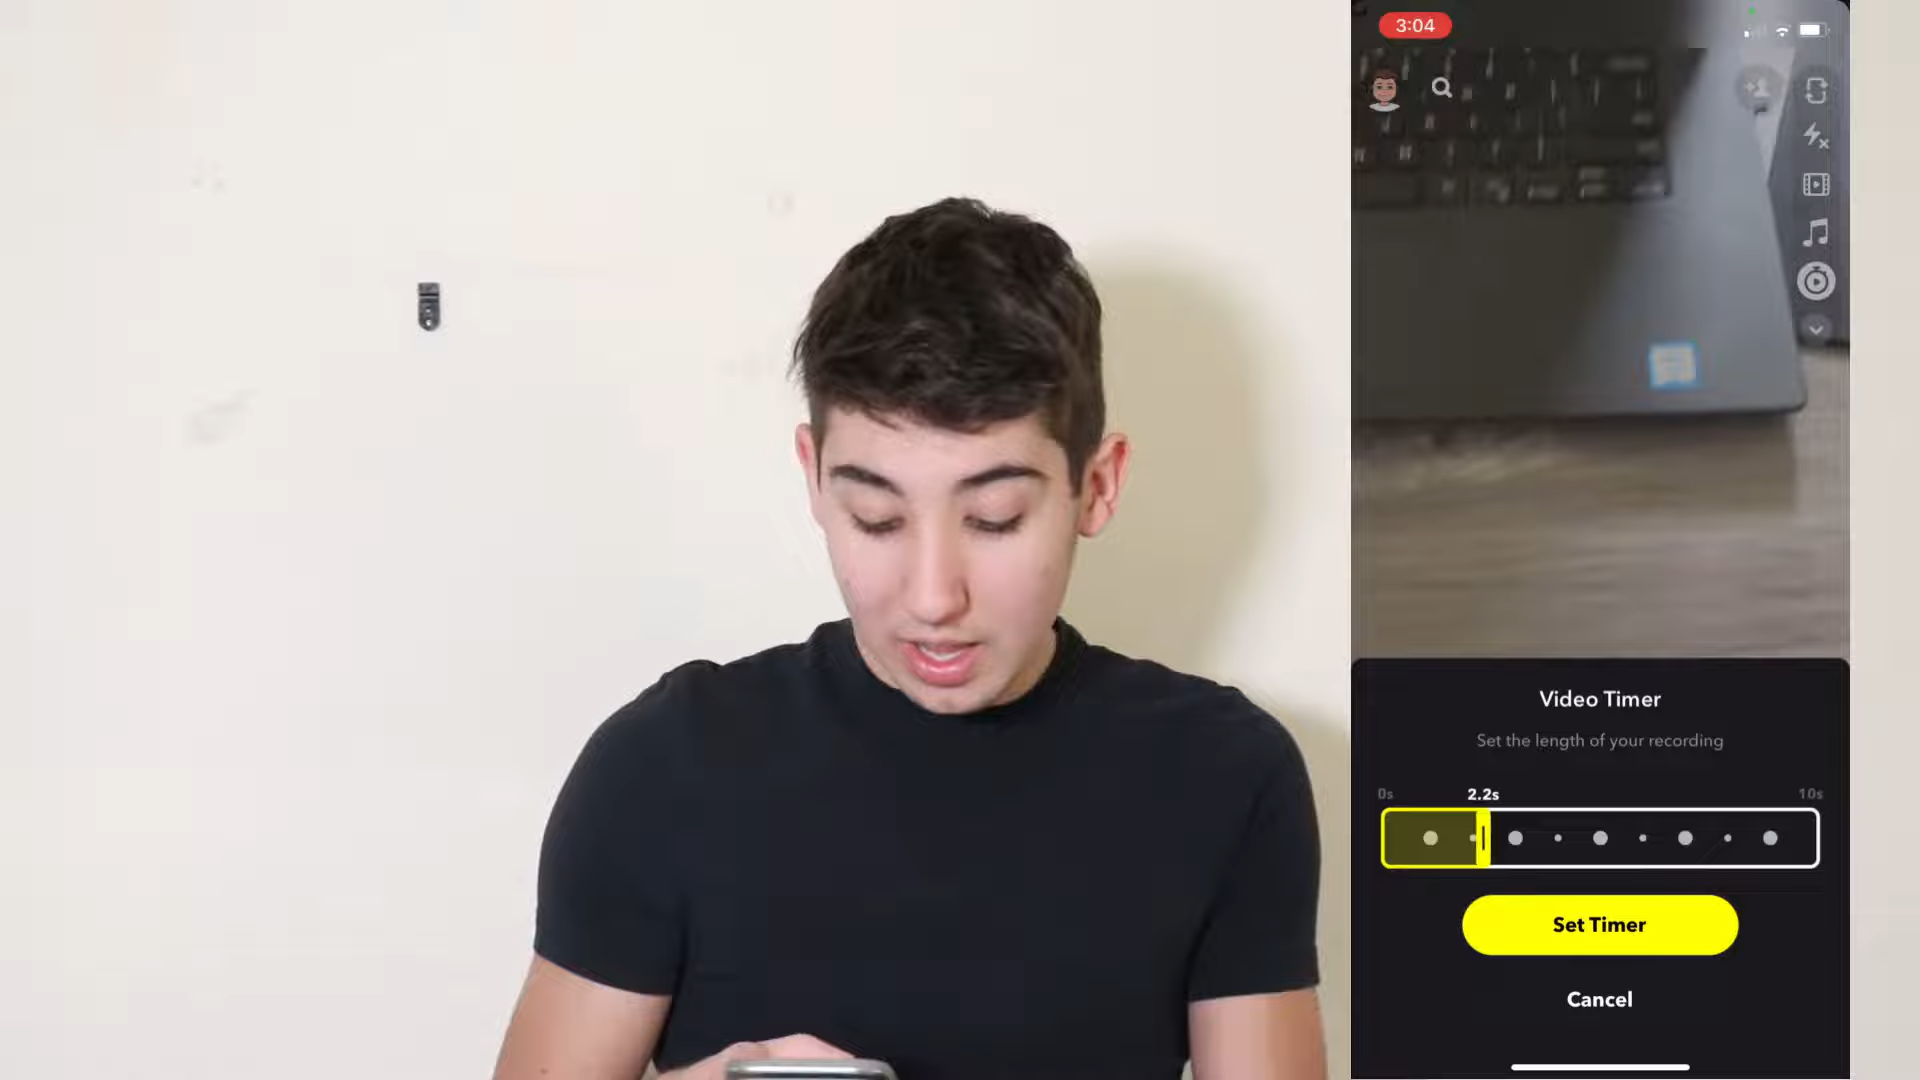 3:04
Video Timer
Set the length of your recording
0s 2.2s 10s
Set Timer
Cancel